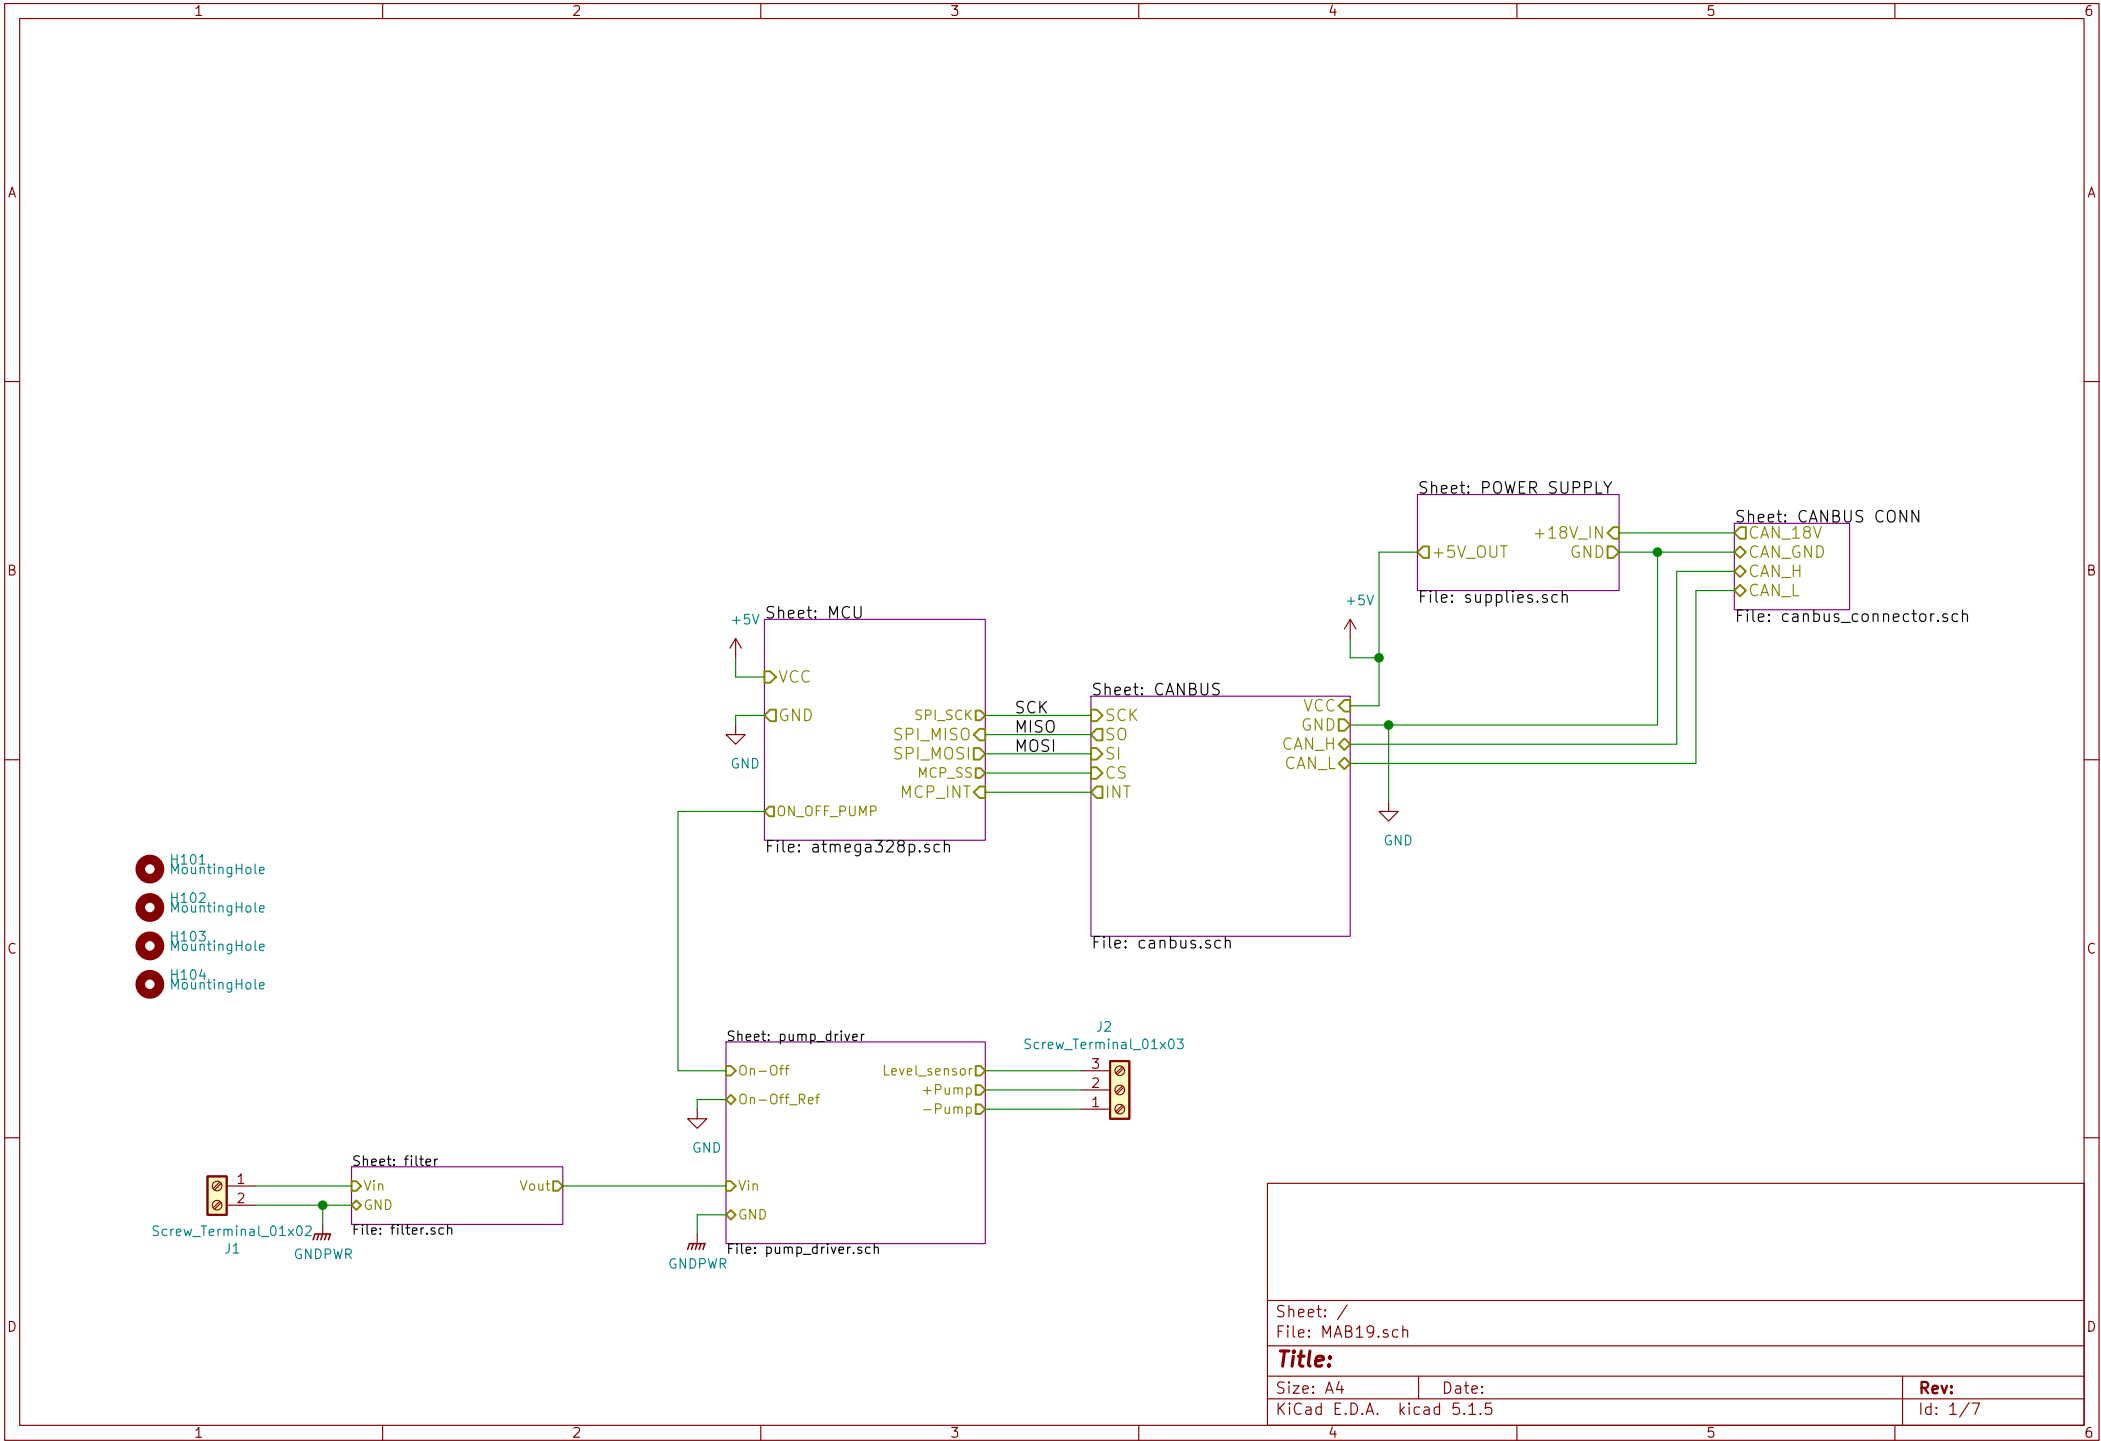 1 2 3 4 5 6
A A
B B
C C
D D
Sheet: POWER SUPPLY
+18V_IN
GND
+5V_OUT
File: supplies.sch
Sheet: CANBUS CONN
CAN_18V
CAN_GND
CAN_H
CAN_L
File: canbus_connector.sch
+5V
Sheet: MCU
+5V
VCC
GND
GND
SPI_SCK
SPI_MISO
SPI_MOSI
MCP_SS
MCP_INT
ON_OFF_PUMP
File: atmega328p.sch
SCK
MISO
MOSI
Sheet: CANBUS
SCK
SO
SI
CS
INT
VCC
GND
CAN_H
CAN_L
File: canbus.sch
GND
H101
MountingHole
H102
MountingHole
H103
MountingHole
H104
MountingHole
Sheet: pump_driver
On-Off
On-Off_Ref
GND
Level_sensor
+Pump
-Pump
Vin
GND
GNDPWR
File: pump_driver.sch
J2
Screw_Terminal_01x03
3
2
1
Sheet: filter
Vin
GND
Vout
File: filter.sch
1
2
Screw_Terminal_01x02
J1
GNDPWR
Sheet: /
File: MAB19.sch
Title:
Size: A4 Date: Rev:
KiCad E.D.A. kicad 5.1.5 Id: 1/7
1 2 3 4 5 6